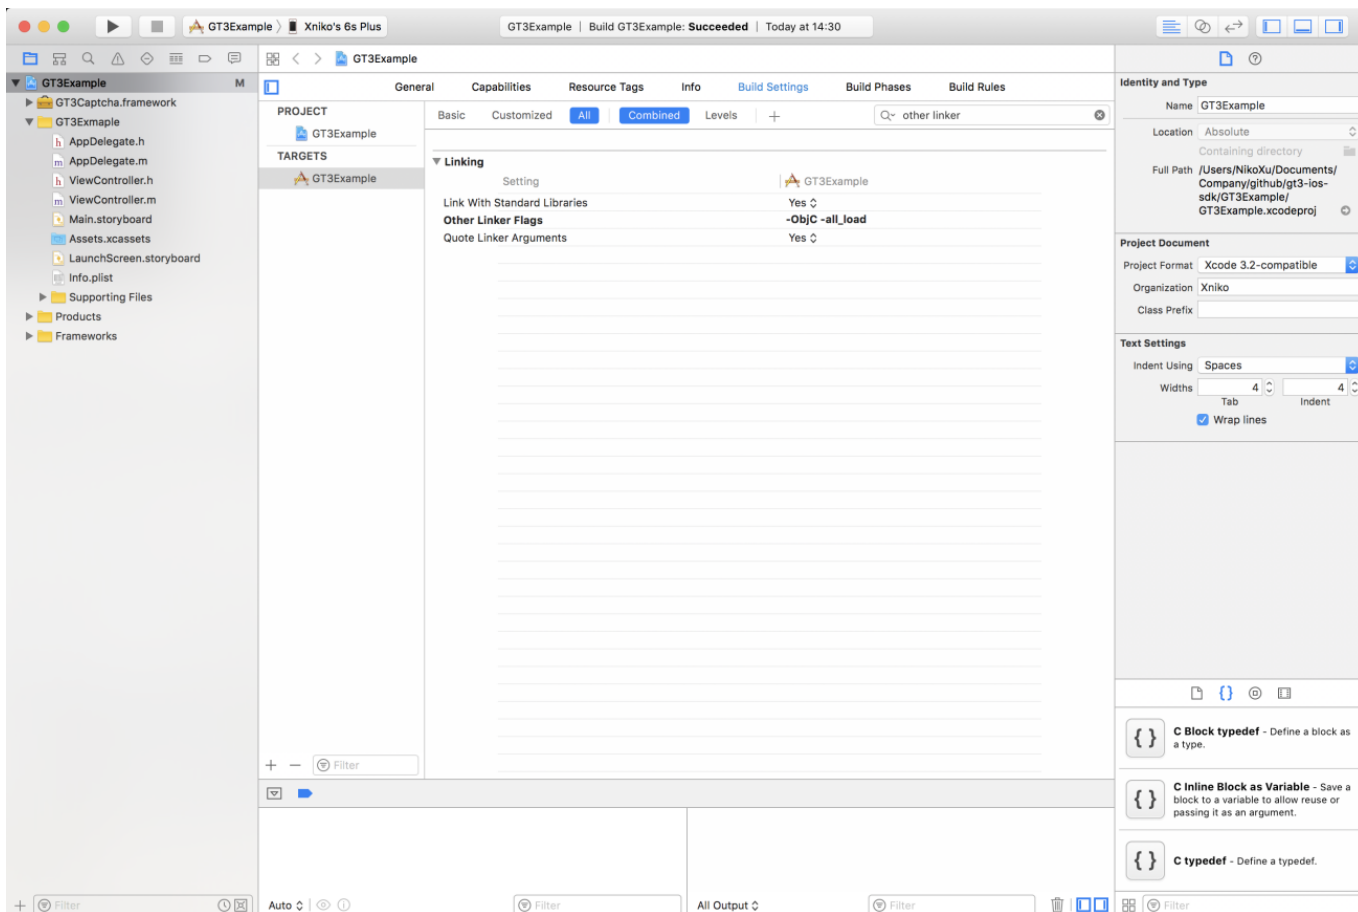 GT3Example Xniko's 6s Plus
GT3Example | Build GT3Example: Succeeded | Today at 14:30
GT3Example M
GT3Captcha.framework
GT3Exmaple
h AppDelegate.h
m AppDelegate.m
h ViewController.h
m ViewController.m
Main.storyboard
Assets.xcassets
LaunchScreen.storyboard
Info.plist
Supporting Files
Products
Frameworks
Filter
GT3Example
General Capabilities Resource Tags Info Build Settings Build Phases Build Rules
PROJECT
GT3Example
TARGETS
GT3Example
Filter
Basic Customized All Combined Levels + other linker
Linking
Setting GT3Example
Link With Standard Libraries Yes
Other Linker Flags -ObjC -all_load
Quote Linker Arguments Yes
Auto Filter
All Output Filter
Identity and Type
Name GT3Example
Location Absolute
Containing directory
Full Path /Users/NikoXu/Documents/
Company/github/gt3-ios-
sdk/GT3Example/
GT3Example.xcodeproj
Project Document
Project Format Xcode 3.2-compatible
Organization Xniko
Class Prefix
Text Settings
Indent Using Spaces
Widths 4 4
Tab Indent
Wrap lines
{ } C Block typedef - Define a block as
a type.
{ } C Inline Block as Variable - Save a
block to a variable to allow reuse or
passing it as an argument.
{ } C typedef - Define a typedef.
Filter